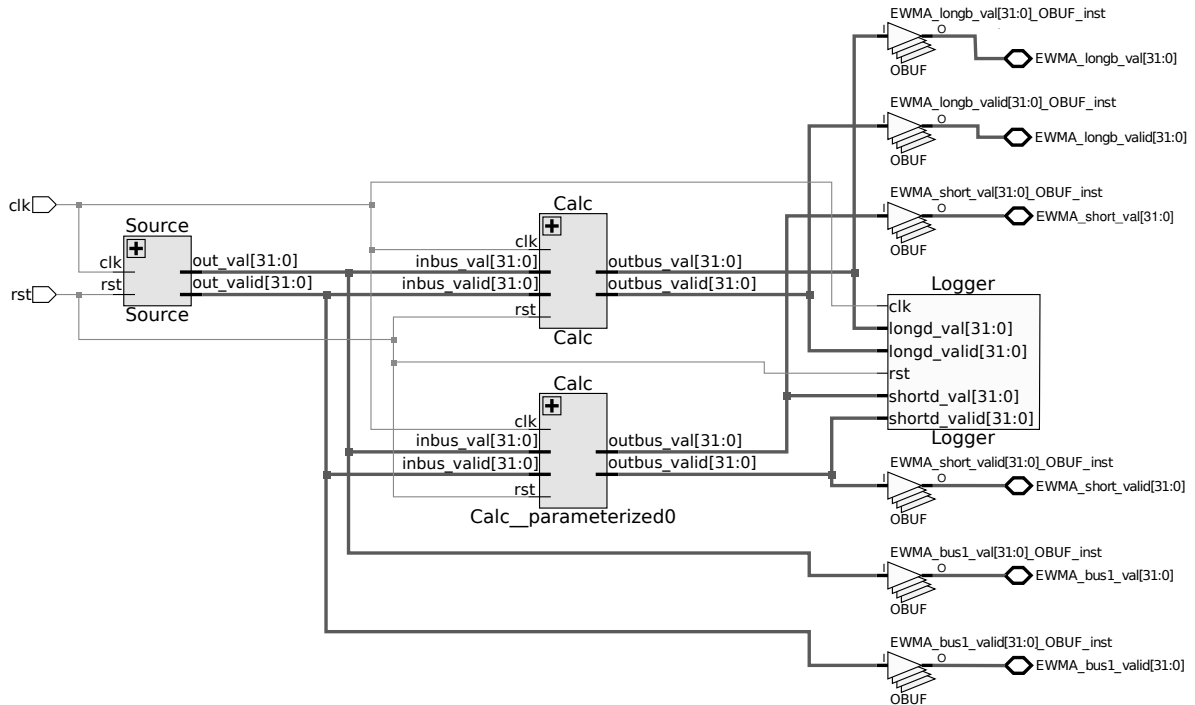 EWMA_longb_val[31:0]_OBUF_inst
I
O
EWMA_longb_val[31:0]
OBUF
EWMA_longb_valid[31:0]_OBUF_inst
I
O
EWMA_longb_valid[31:0]
OBUF
EWMA_short_val[31:0]_OBUF_inst
I
O
EWMA_short_val[31:0]
OBUF
clk
rst
Source
clk
rst
out_val[31:0]
out_valid[31:0]
Source
Calc
clk
inbus_val[31:0]
inbus_valid[31:0]
rst
outbus_val[31:0]
outbus_valid[31:0]
Calc
Logger
clk
longd_val[31:0]
longd_valid[31:0]
rst
shortd_val[31:0]
shortd_valid[31:0]
Logger
Calc
clk
inbus_val[31:0]
inbus_valid[31:0]
rst
outbus_val[31:0]
outbus_valid[31:0]
Calc__parameterized0
EWMA_short_valid[31:0]_OBUF_inst
I
O
EWMA_short_valid[31:0]
OBUF
EWMA_bus1_val[31:0]_OBUF_inst
I
O
EWMA_bus1_val[31:0]
OBUF
EWMA_bus1_valid[31:0]_OBUF_inst
I
O
EWMA_bus1_valid[31:0]
OBUF